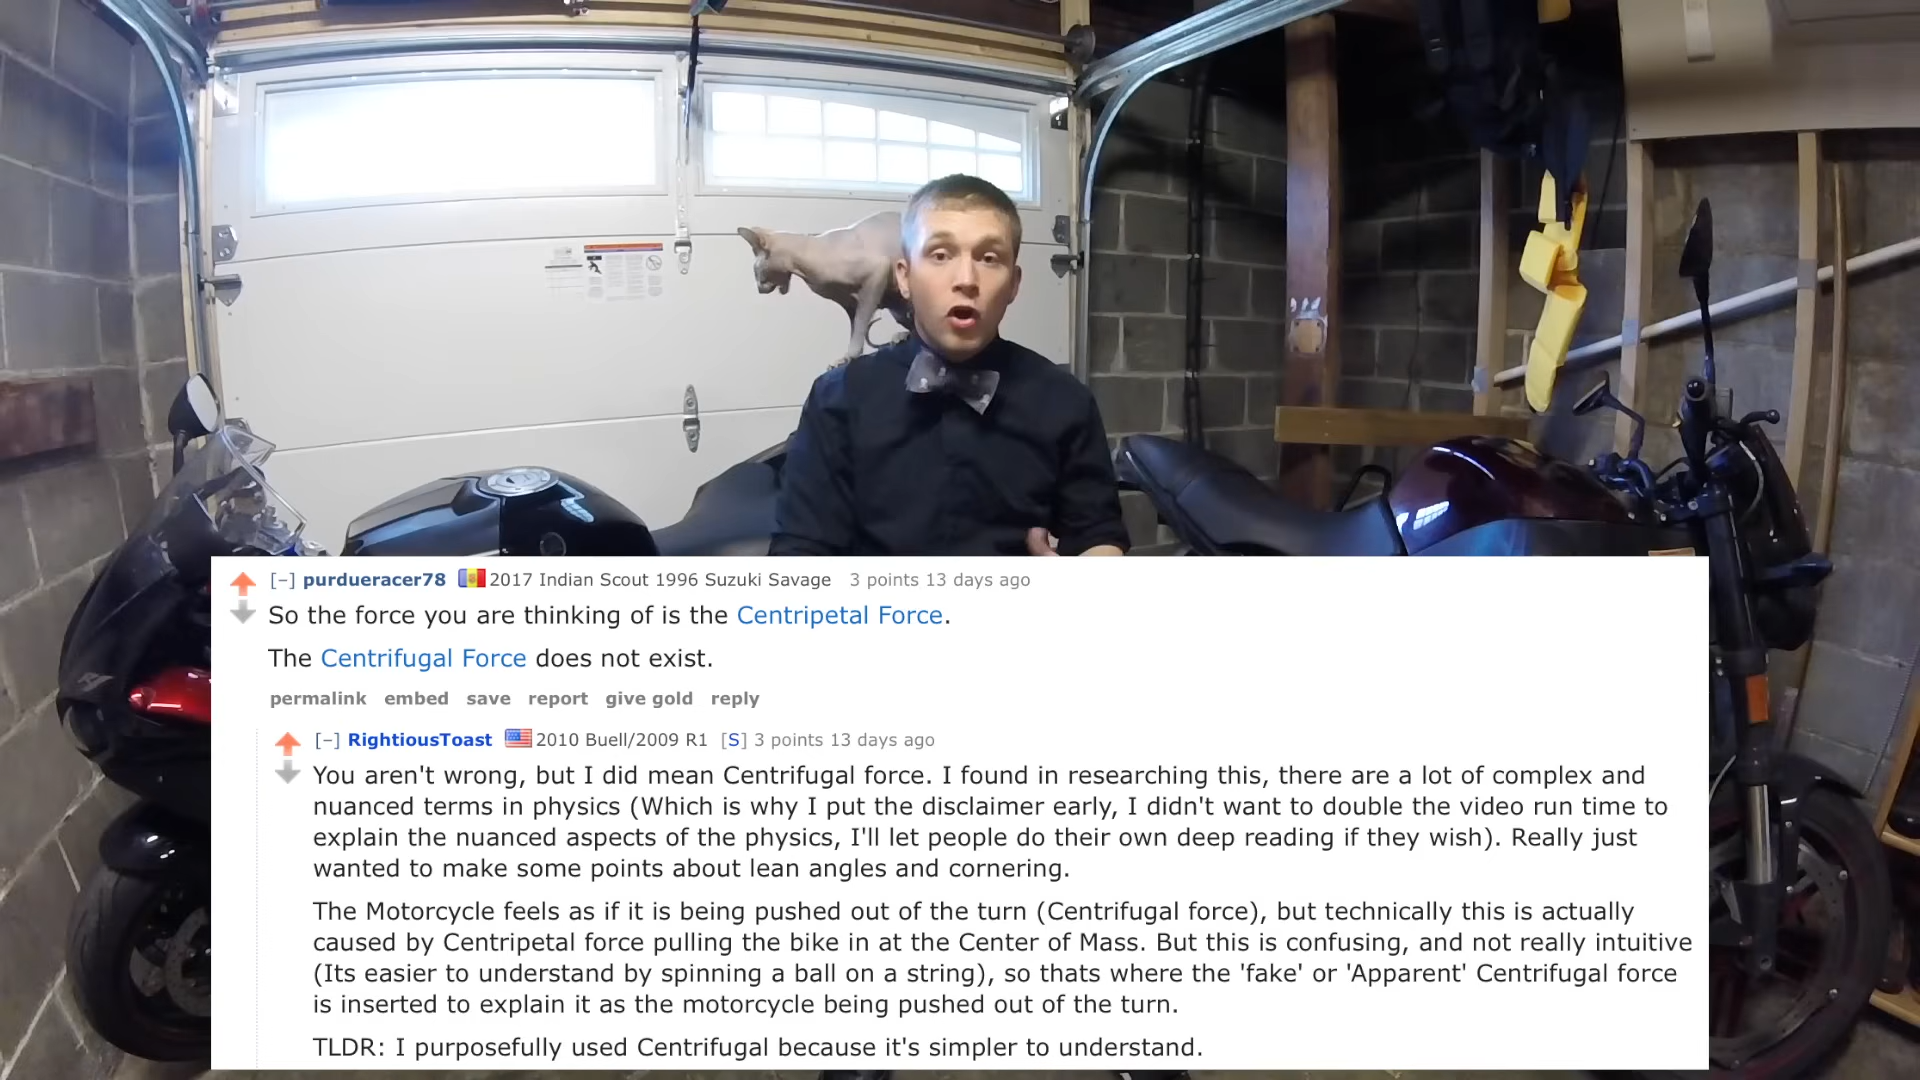 [–] purdueracer78 2017 Indian Scout 1996 Suzuki Savage 3 points 13 days ago
So the force you are thinking of is the Centripetal Force.
The Centrifugal Force does not exist.
permalink embed save report give gold reply
[–] RightiousToast 2010 Buell/2009 R1 [S] 3 points 13 days ago
You aren't wrong, but I did mean Centrifugal force. I found in researching this, there are a lot of complex and
nuanced terms in physics (Which is why I put the disclaimer early, I didn't want to double the video run time to
explain the nuanced aspects of the physics, I'll let people do their own deep reading if they wish). Really just
wanted to make some points about lean angles and cornering.
The Motorcycle feels as if it is being pushed out of the turn (Centrifugal force), but technically this is actually
caused by Centripetal force pulling the bike in at the Center of Mass. But this is confusing, and not really intuitive
(Its easier to understand by spinning a ball on a string), so thats where the 'fake' or 'Apparent' Centrifugal force
is inserted to explain it as the motorcycle being pushed out of the turn.
TLDR: I purposefully used Centrifugal because it's simpler to understand.